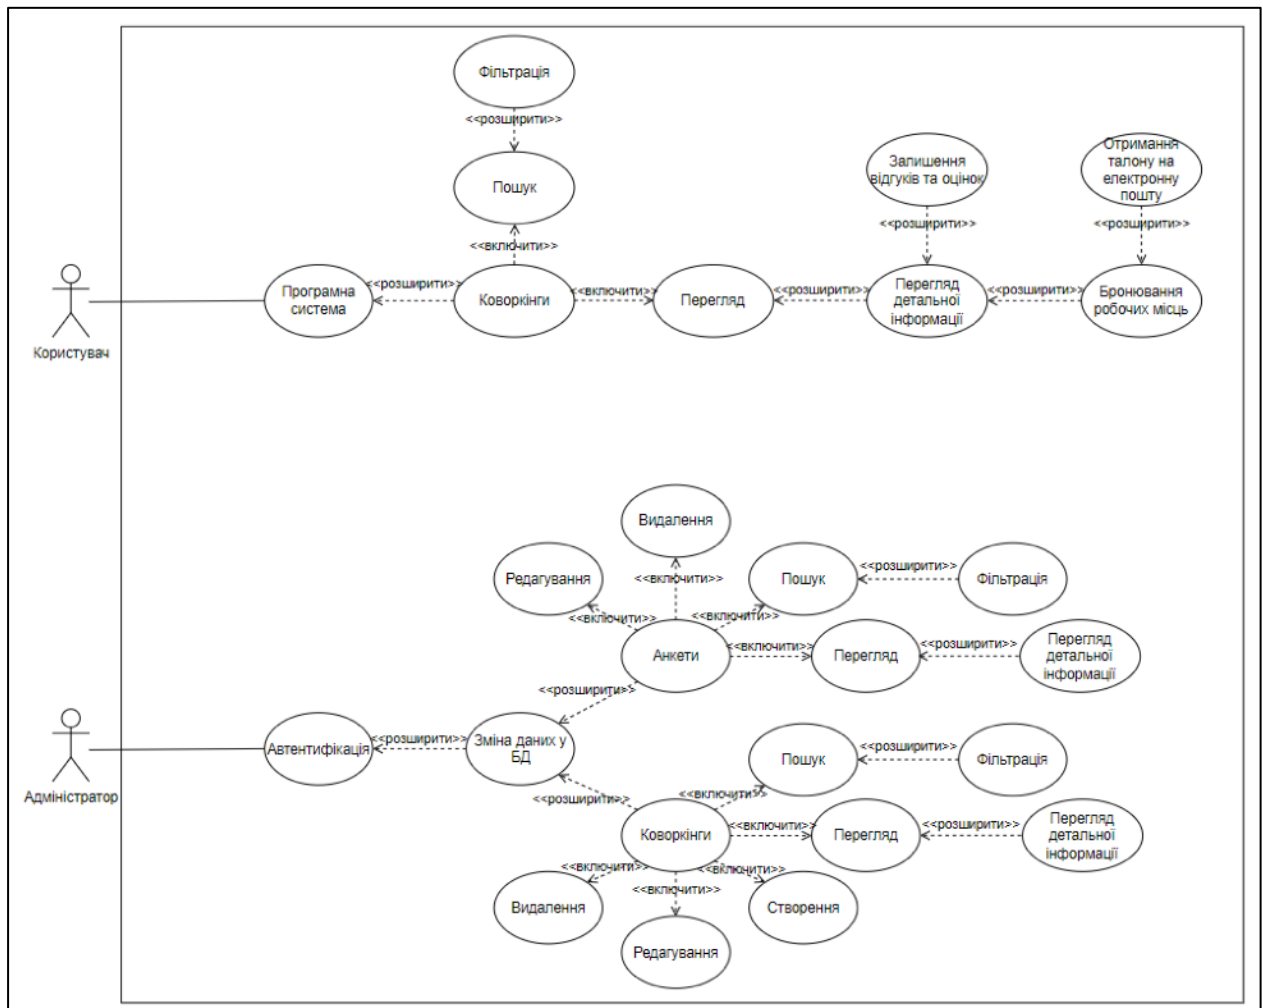 Фільтрація
<<розширити>>
Пошук
<<включити>>
Залишення
відгуків та оцінок
<<розширити>>
Отримання
талону на
електронну
пошту
<<розширити>>
Користувач
Програмна
система
<<розширити>>
Коворкінги
<<включити>>
Перегляд
<<розширити>>
Перегляд
детальної
інформації
<<розширити>>
Бронювання
робочих місць
Видалення
<<включити>>
Редагування
<<включити>>
Пошук
<<включити>>
<<розширити>>
Фільтрація
Анкети
<<включити>>
Перегляд
<<розширити>>
Перегляд
детальної
інформації
<<розширити>>
Адміністратор
Автентифікація
<<розширити>>
Зміна даних у
БД
<<розширити>>
Пошук
<<включити>>
<<розширити>>
Фільтрація
Коворкінги
<<включити>>
Перегляд
<<розширити>>
Перегляд
детальної
інформації
<<включити>>
<<включити>>
<<включити>>
Видалення
Редагування
Створення